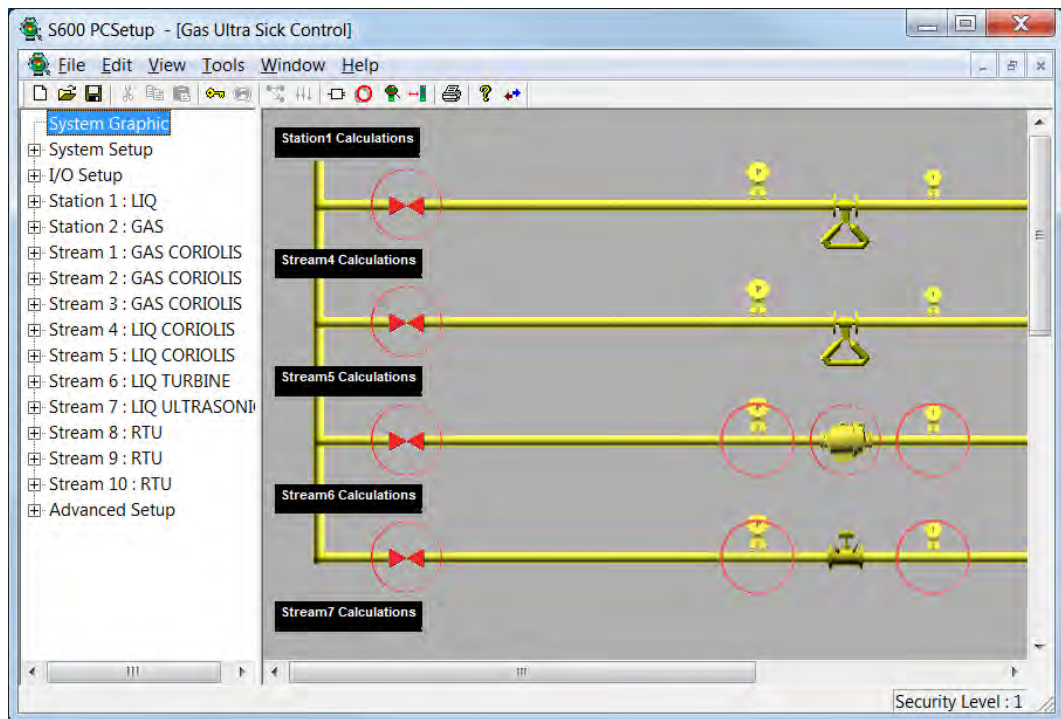 S600 PCSetup - [Gas Ultra Sick Control]
File Edit View Tools Window Help
System Graphic
System Setup
I/O Setup
Station 1 : LIQ
Station 2 : GAS
Stream 1 : GAS CORIOLIS
Stream 2 : GAS CORIOLIS
Stream 3 : GAS CORIOLIS
Stream 4 : LIQ CORIOLIS
Stream 5 : LIQ CORIOLIS
Stream 6 : LIQ TURBINE
Stream 7 : LIQ ULTRASONI
Stream 8 : RTU
Stream 9 : RTU
Stream 10 : RTU
Advanced Setup
Station1 Calculations
P
T
Stream4 Calculations
P
T
Stream5 Calculations
P
T
Stream6 Calculations
P
T
Stream7 Calculations
Security Level : 1